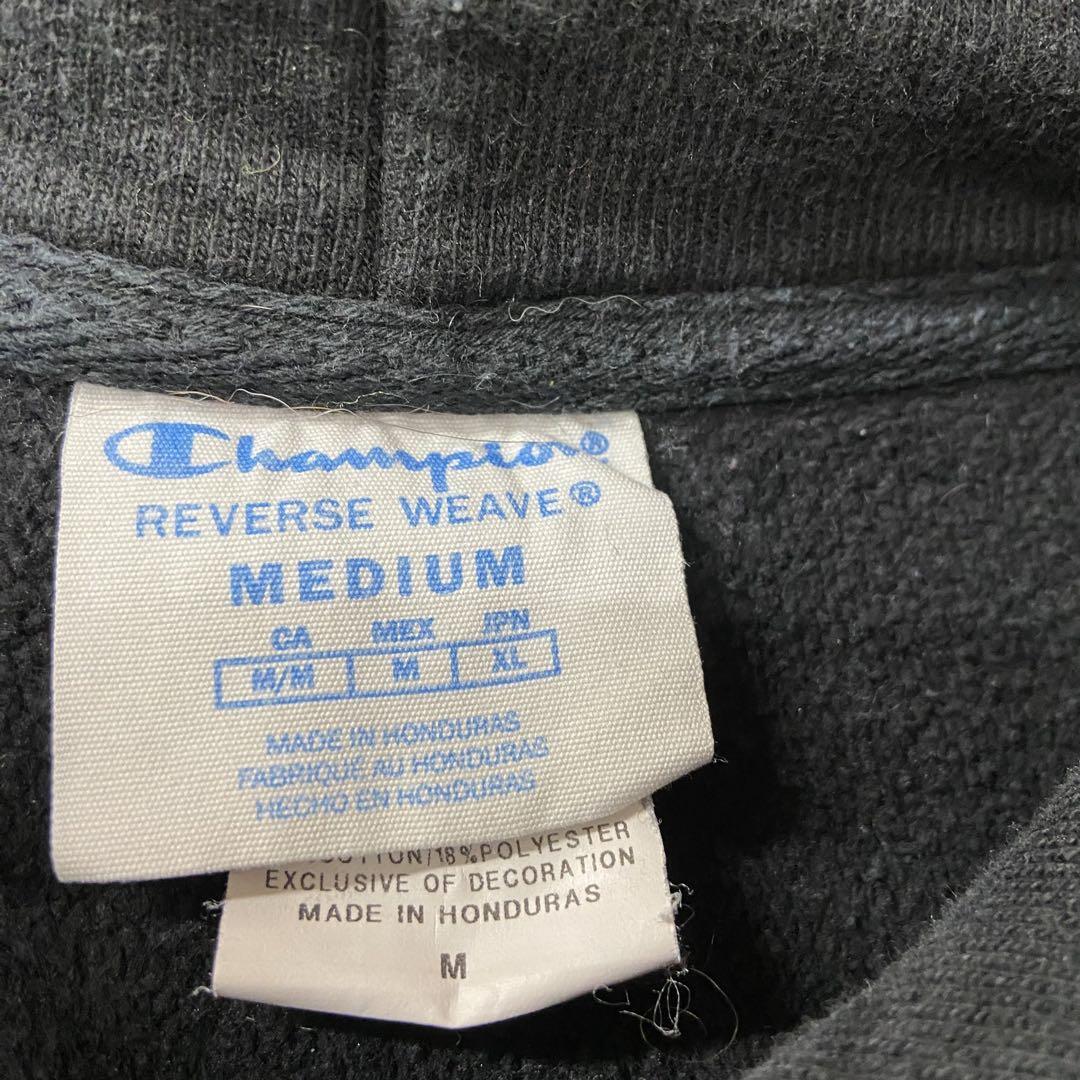 Champion®
REVERSE WEAVE®
MEDIUM
CA MEX JPN
M/M M XL
MADE IN HONDURAS
FABRIQUÉ AU HONDURAS
HECHO EN HONDURAS
COTTON/18%POLYESTER
EXCLUSIVE OF DECORATION
MADE IN HONDURAS
M